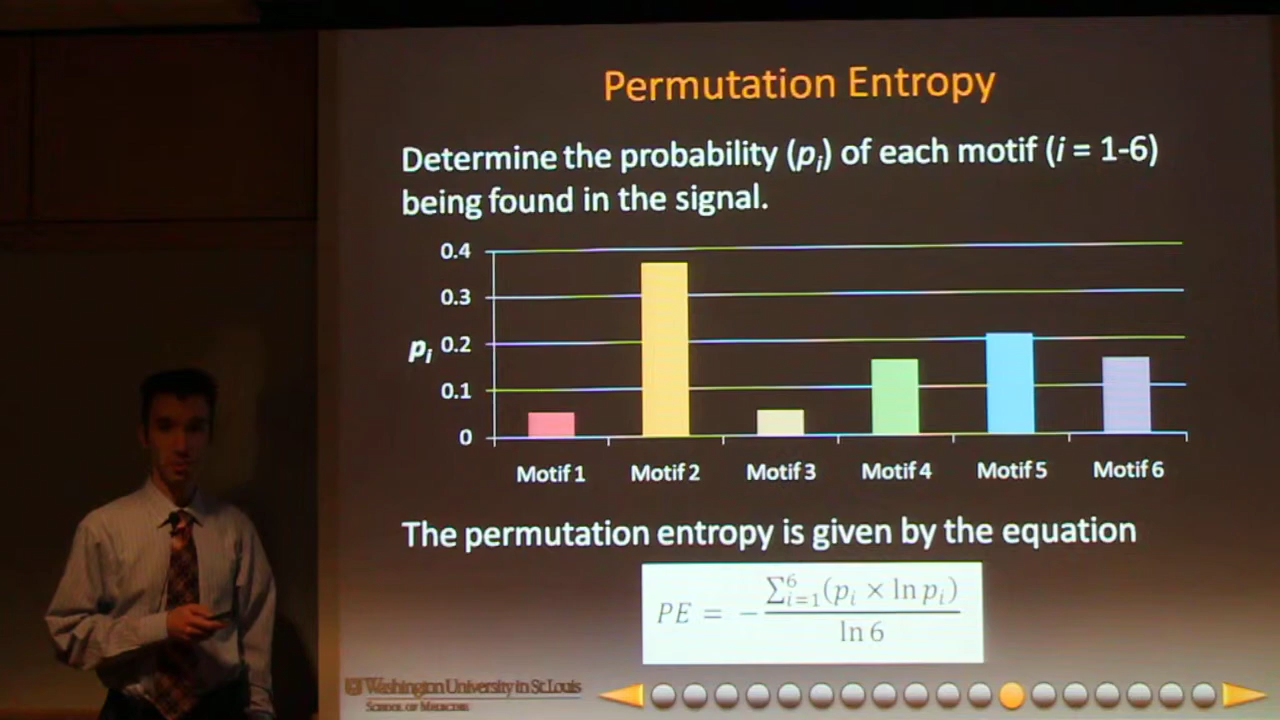 Permutation Entropy
Determine the probability (pᵢ) of each motif (i = 1-6)
being found in the signal.
0.4
0.3
pᵢ 0.2
0.1
0
Motif 1 Motif 2 Motif 3 Motif 4 Motif 5 Motif 6
The permutation entropy is given by the equation
PE = − ∑⁶ᵢ₌₁(pᵢ × ln pᵢ)
ln 6
Washington University in St. Louis
School of Medicine